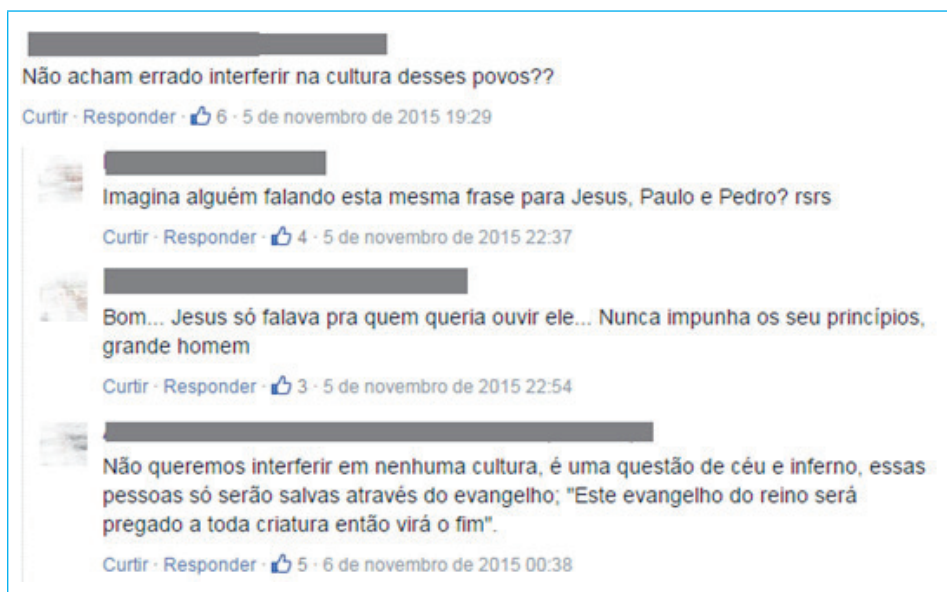 Não acham errado interferir na cultura desses povos??
Curtir · Responder · 6 · 5 de novembro de 2015 19:29
Imagina alguém falando esta mesma frase para Jesus, Paulo e Pedro? rsrs
Curtir · Responder · 4 · 5 de novembro de 2015 22:37
Bom... Jesus só falava pra quem queria ouvir ele... Nunca impunha os seu princípios,
grande homem
Curtir · Responder · 3 · 5 de novembro de 2015 22:54
Não queremos interferir em nenhuma cultura, é uma questão de céu e inferno, essas
pessoas só serão salvas através do evangelho; "Este evangelho do reino será
pregado a toda criatura então virá o fim".
Curtir · Responder · 5 · 6 de novembro de 2015 00:38